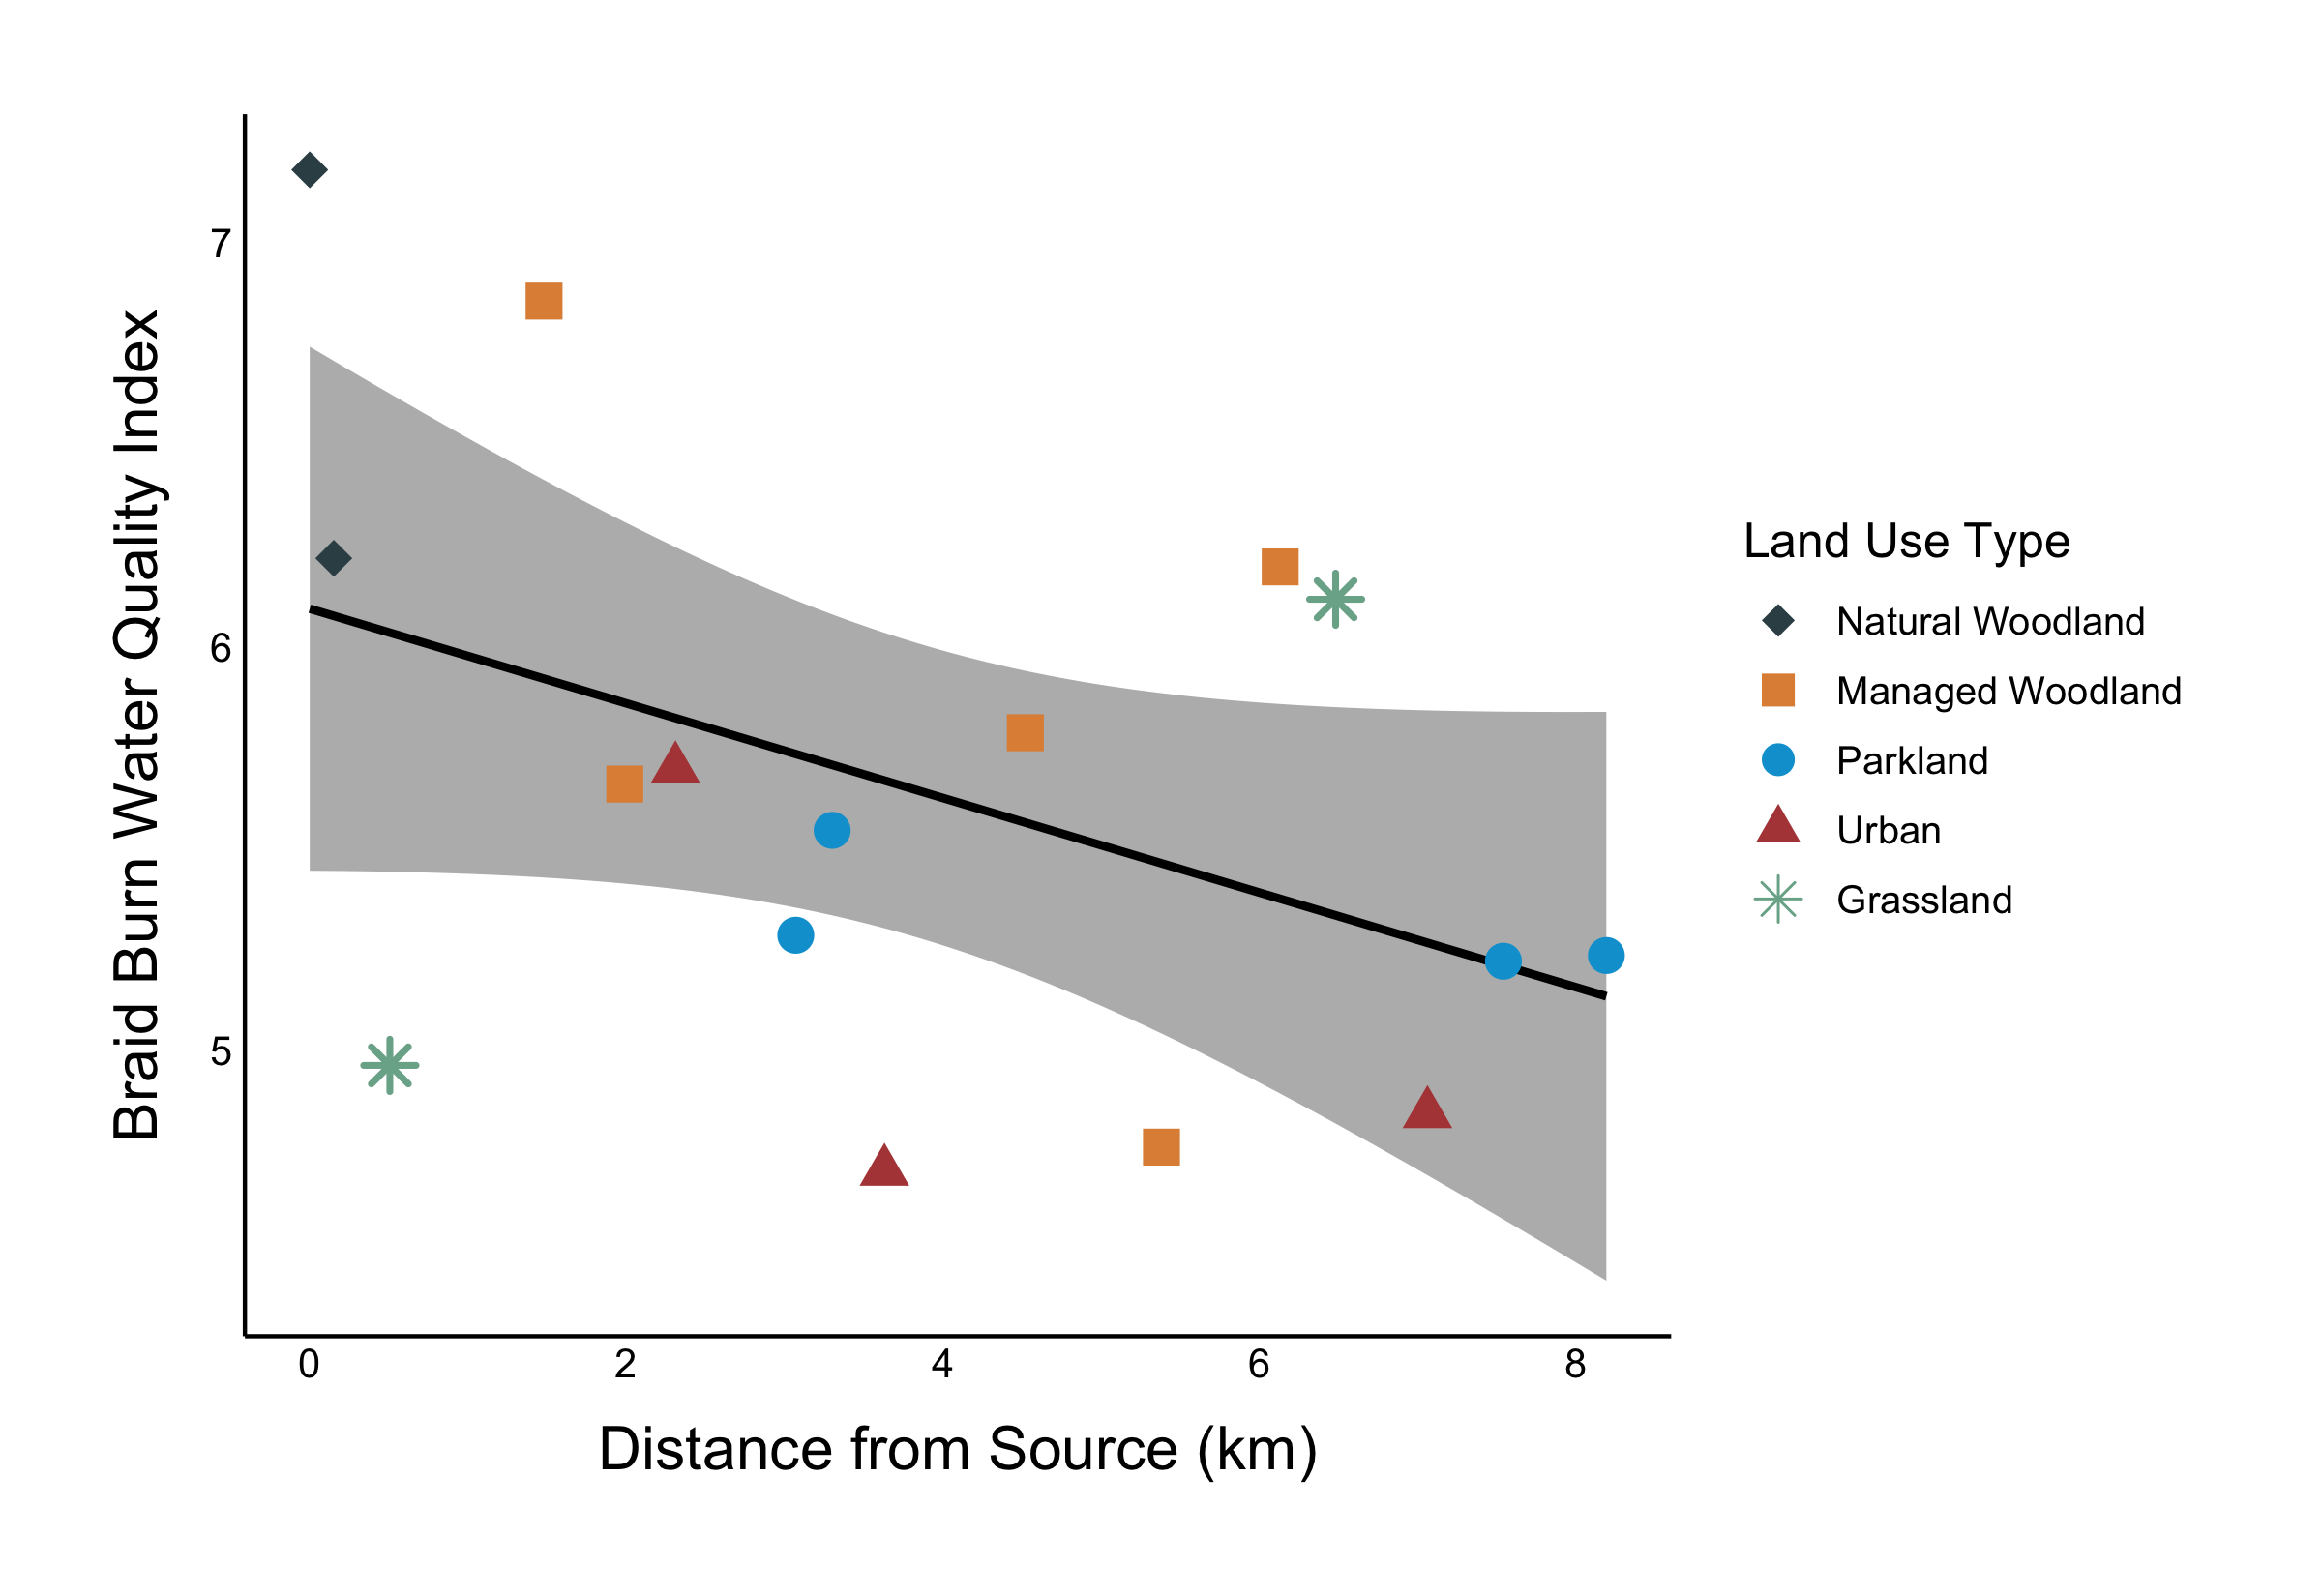 Braid Burn Water Quality Index
7
6
5
0 2 4 6 8
Distance from Source (km)
Land Use Type
Natural Woodland
Managed Woodland
Parkland
Urban
Grassland